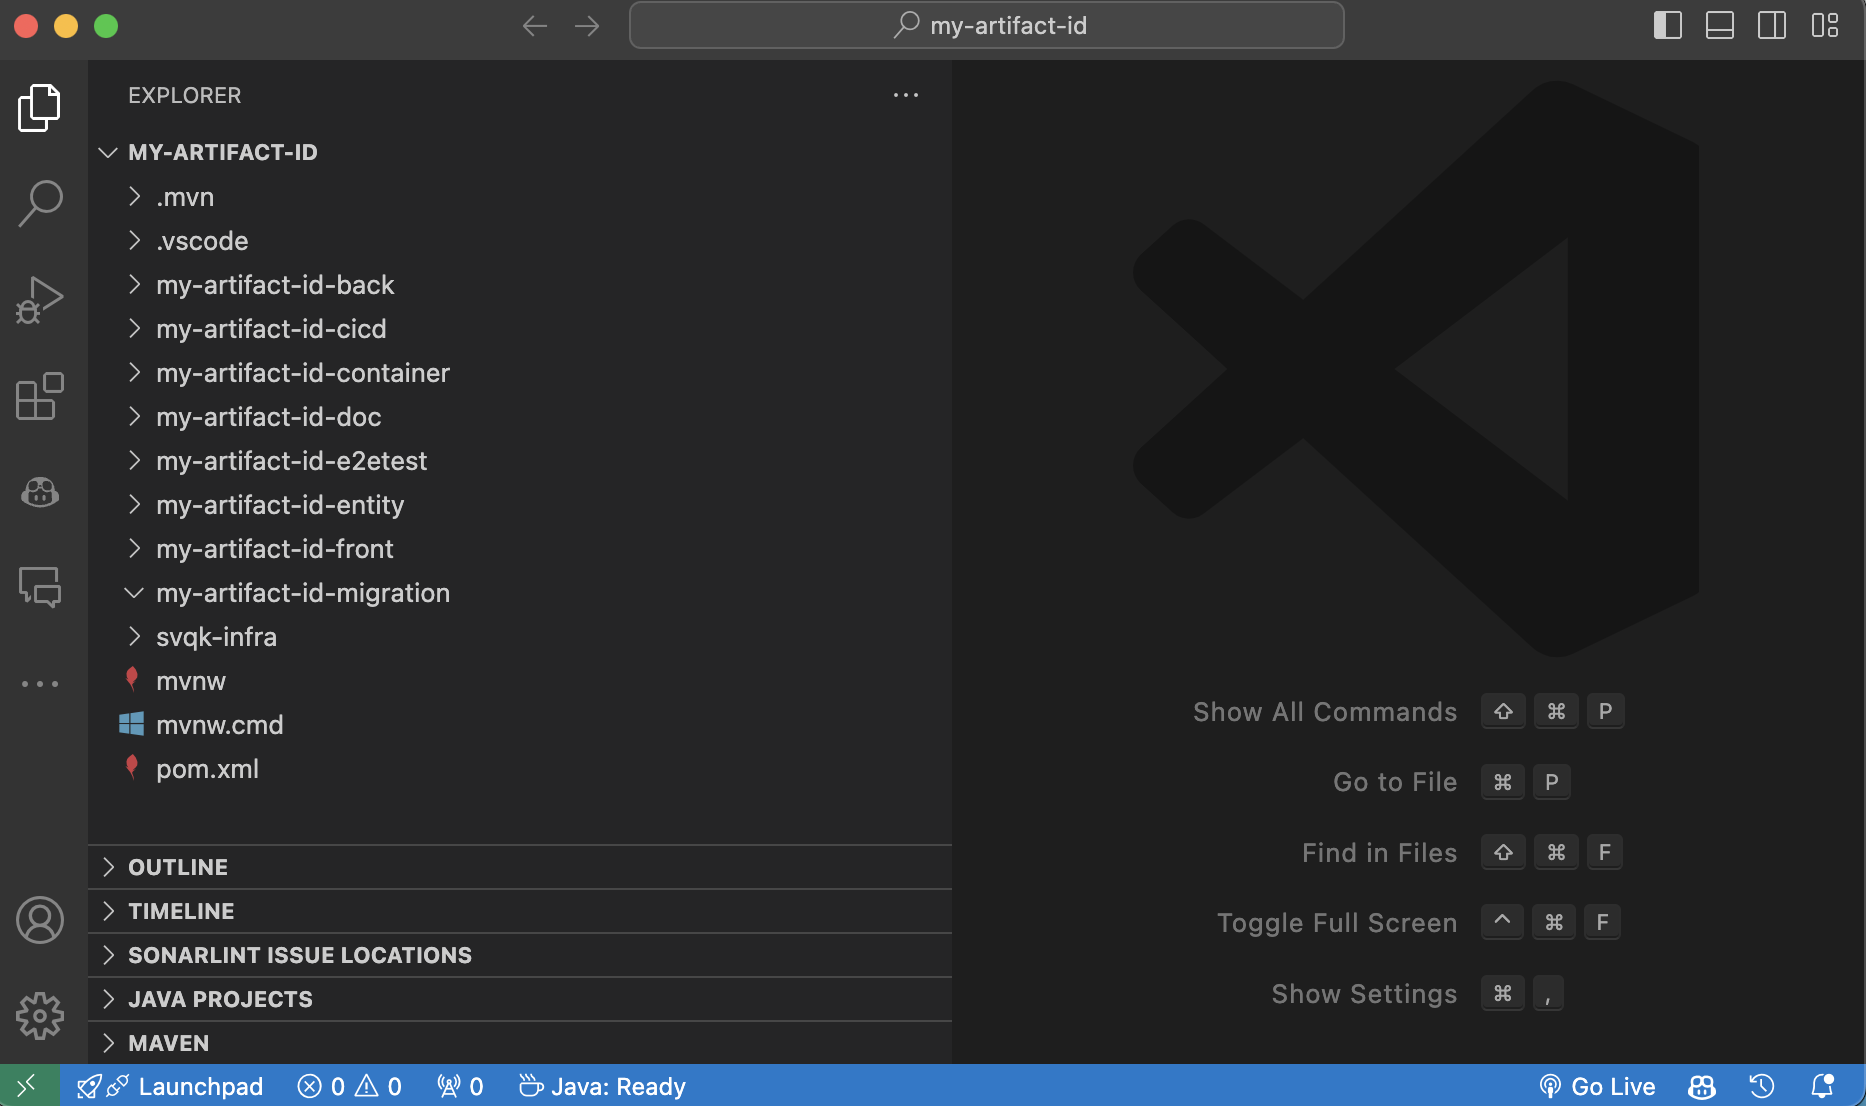 my-artifact-id
EXPLORER
MY-ARTIFACT-ID
.mvn
.vscode
my-artifact-id-back
my-artifact-id-cicd
my-artifact-id-container
my-artifact-id-doc
my-artifact-id-e2etest
my-artifact-id-entity
my-artifact-id-front
my-artifact-id-migration
svqk-infra
mvnw
mvnw.cmd
pom.xml
OUTLINE
TIMELINE
SONARLINT ISSUE LOCATIONS
JAVA PROJECTS
MAVEN
Show All Commands ⇧ ⌘ P
Go to File ⌘ P
Find in Files ⇧ ⌘ F
Toggle Full Screen ⌃ ⌘ F
Show Settings ⌘ ,
Launchpad 0 0 0 Java: Ready Go Live